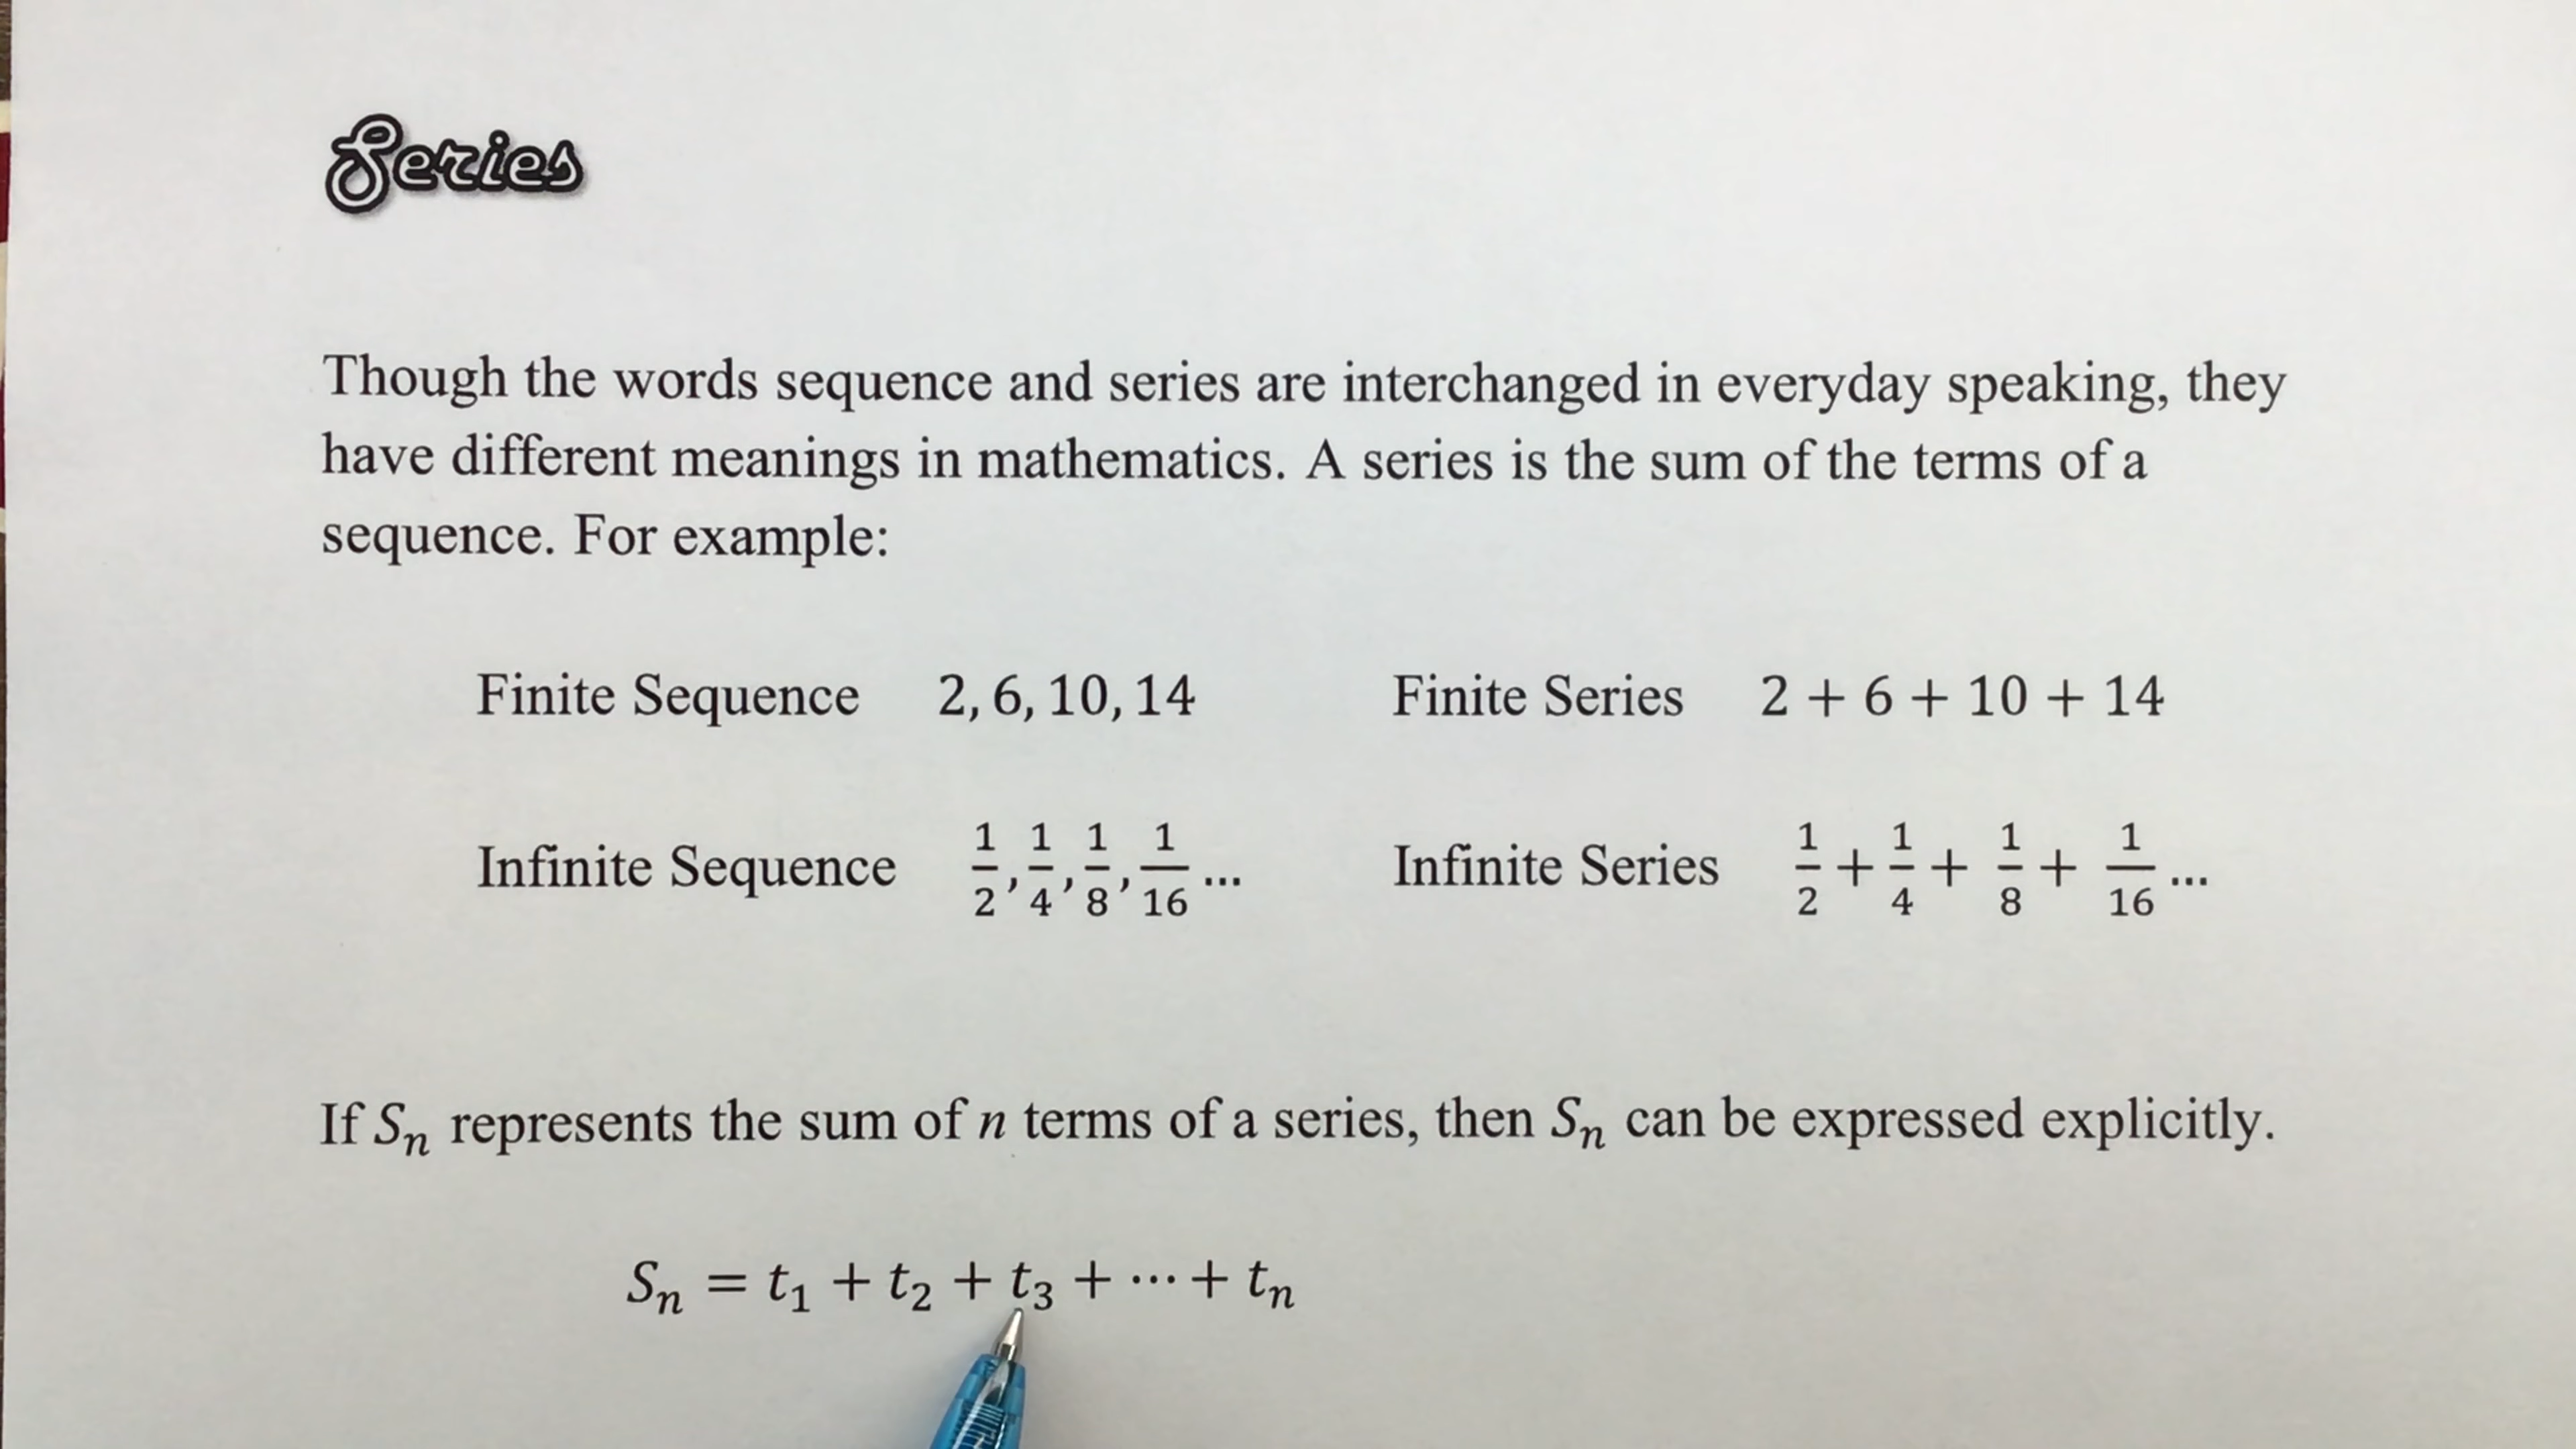 Series
Though the words sequence and series are interchanged in everyday speaking, they
have different meanings in mathematics. A series is the sum of the terms of a
sequence. For example:
Finite Sequence 2, 6, 10, 14 Finite Series 2 + 6 + 10 + 14
Infinite Sequence 1/2, 1/4, 1/8, 1/16 ... Infinite Series 1/2 + 1/4 + 1/8 + 1/16 ...
If Sₙ represents the sum of n terms of a series, then Sₙ can be expressed explicitly.
Sₙ = t₁ + t₂ + t₃ + ⋯ + tₙ